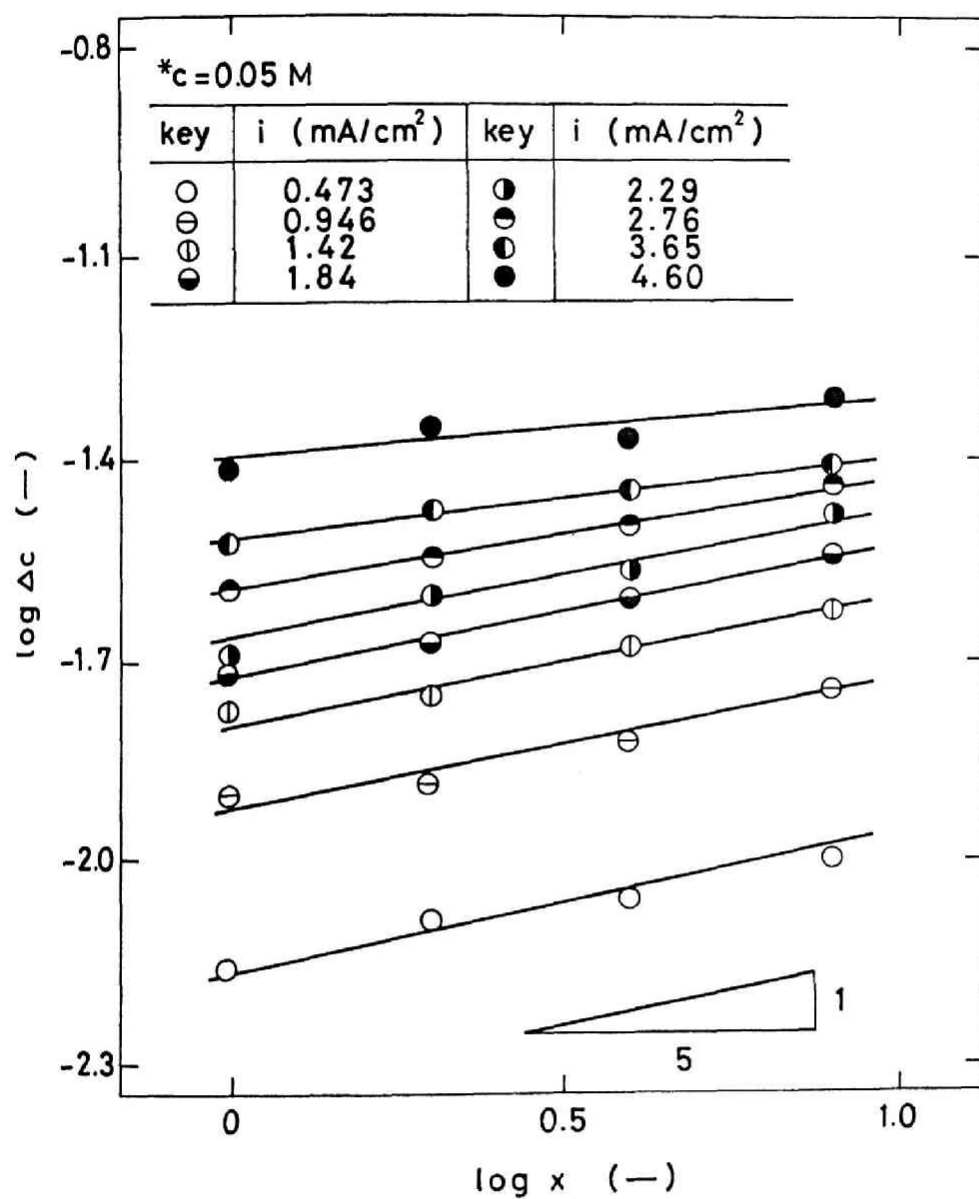 -0.8
*c=0.05 M
key i (mA/cm²) key i (mA/cm²)
0.473 2.29
0.946 2.76
1.42 3.65
1.84 4.60
-1.1
-1.4
-1.7
-2.0
-2.3
log Δc (—)
1
5
0 0.5 1.0
log x (—)